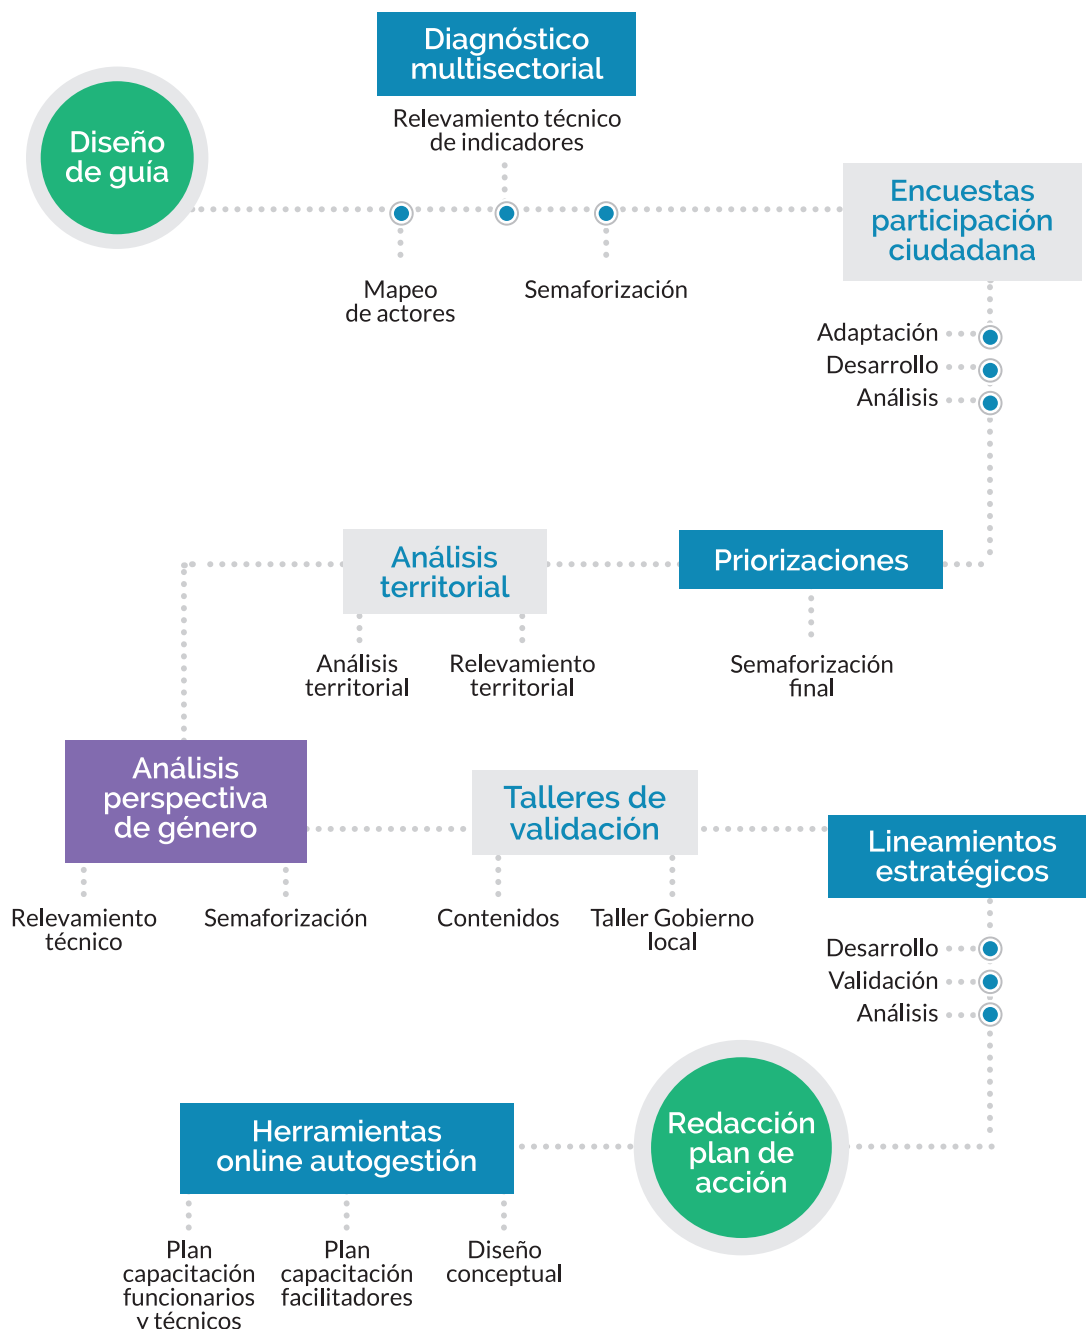 Diagnóstico
multisectorial
Relevamiento técnico
de indicadores
Diseño
de guía
Mapeo
de actores
Semaforización
Encuestas
participación
ciudadana
Adaptación
Desarrollo
Análisis
Priorizaciones
Semaforización
final
Análisis
territorial
Análisis
territorial
Relevamiento
territorial
Análisis
perspectiva
de género
Relevamiento
técnico
Semaforización
Talleres de
validación
Contenidos
Taller Gobierno
local
Lineamientos
estratégicos
Desarrollo
Validación
Análisis
Redacción
plan de
acción
Herramientas
online autogestión
Plan
capacitación
funcionarios
y técnicos
Plan
capacitación
facilitadores
Diseño
conceptual